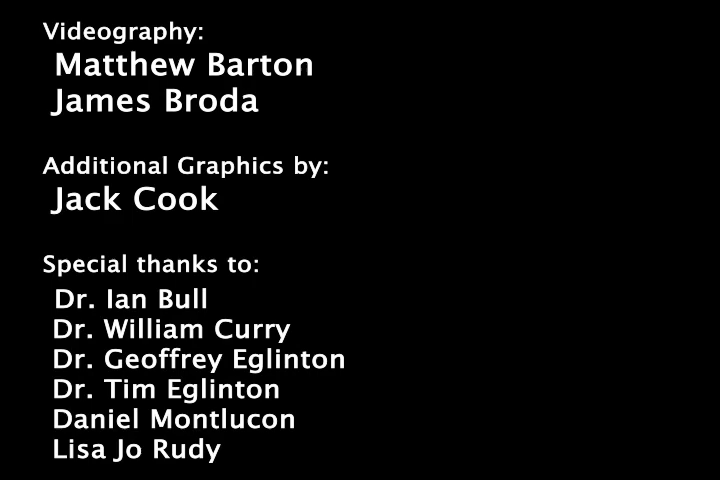 Videography:
Matthew Barton
James Broda
Additional Graphics by:
Jack Cook
Special thanks to:
Dr. Ian Bull
Dr. William Curry
Dr. Geoffrey Eglinton
Dr. Tim Eglinton
Daniel Montlucon
Lisa Jo Rudy